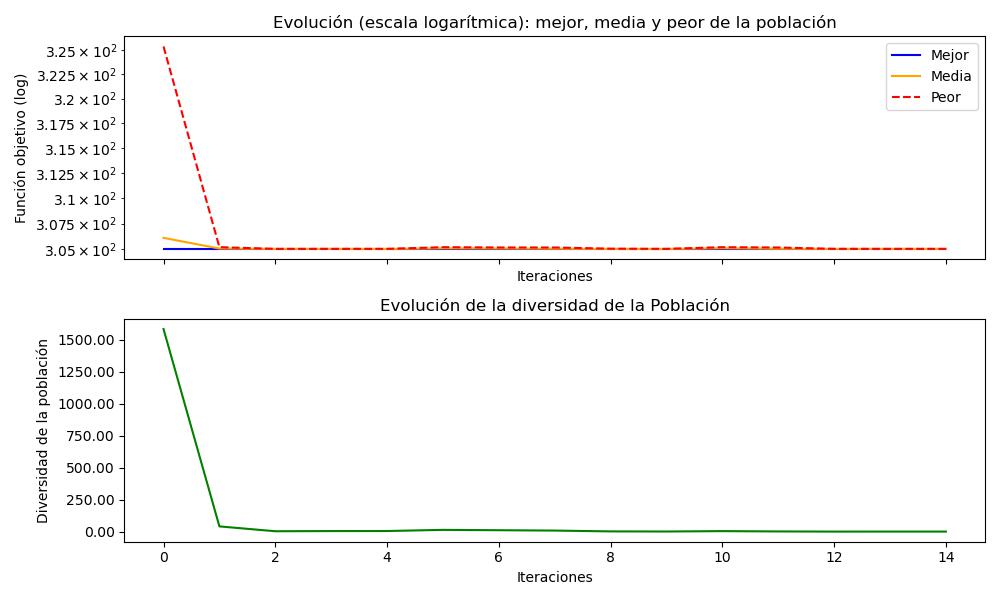 Evolución (escala logarítmica): mejor, media y peor de la población
Función objetivo (log)
3.25 × 10²
3.225 × 10²
3.2 × 10²
3.175 × 10²
3.15 × 10²
3.125 × 10²
3.1 × 10²
3.075 × 10²
3.05 × 10²
Mejor
Media
Peor
Iteraciones
Evolución de la diversidad de la Población
Diversidad de la población
1500.00
1250.00
1000.00
750.00
500.00
250.00
0.00
0 2 4 6 8 10 12 14
Iteraciones